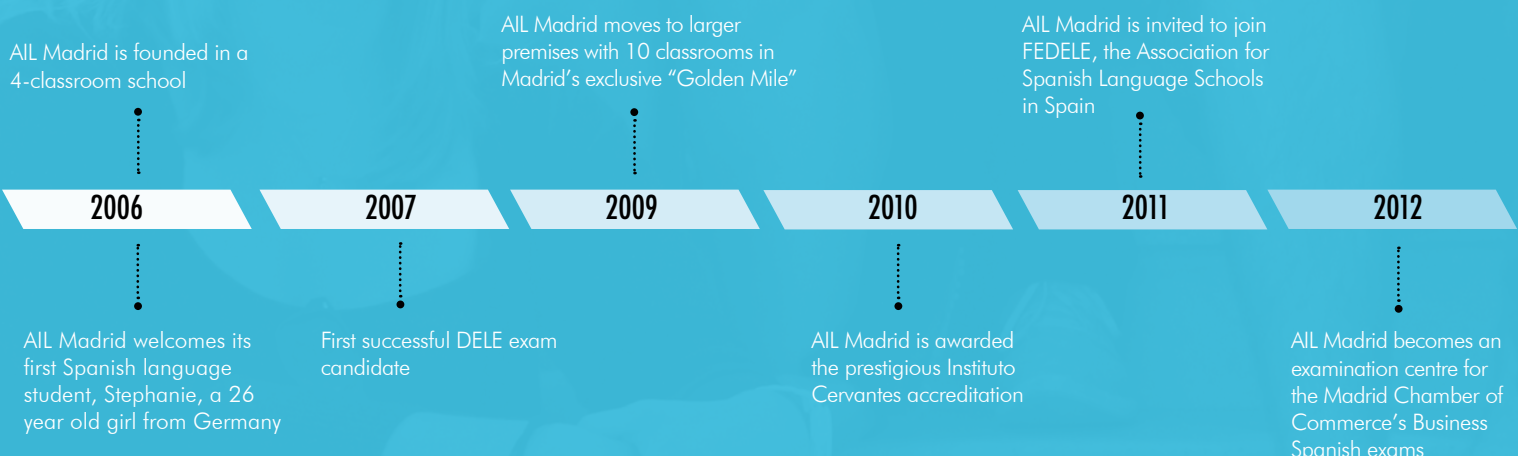 AIL Madrid is founded in a
4-classroom school
AIL Madrid moves to larger
premises with 10 classrooms in
Madrid's exclusive “Golden Mile”
AIL Madrid is invited to join
FEDELE, the Association for
Spanish Language Schools
in Spain
2006
2007
2009
2010
2011
2012
AIL Madrid welcomes its
first Spanish language
student, Stephanie, a 26
year old girl from Germany
First successful DELE exam
candidate
AIL Madrid is awarded
the prestigious Instituto
Cervantes accreditation
AIL Madrid becomes an
examination centre for
the Madrid Chamber of
Commerce's Business
Spanish exams